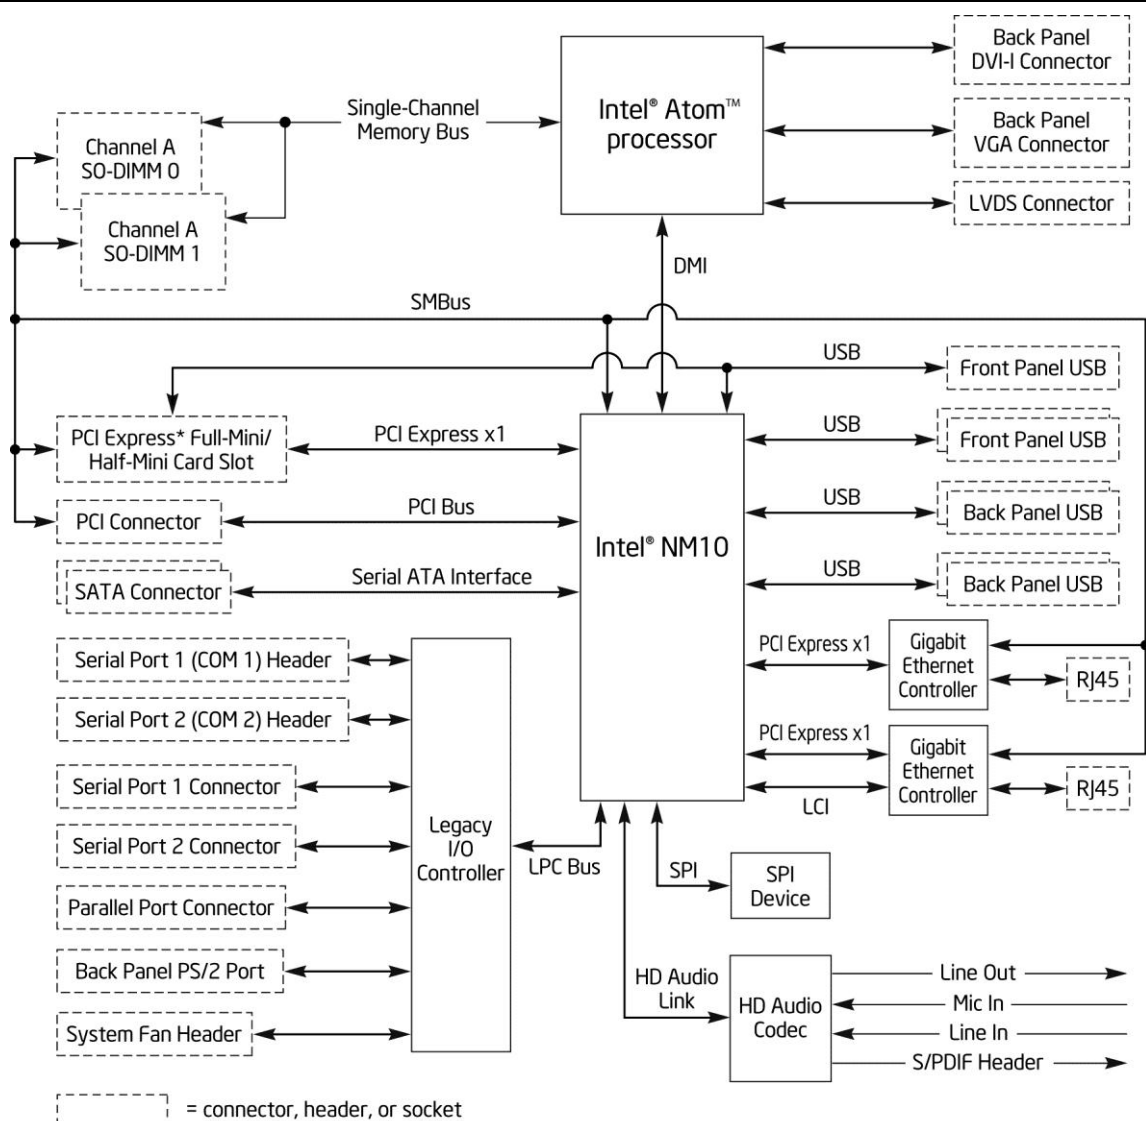 Back Panel
DVI-I Connector
Single-Channel
Memory Bus
Intel® Atom™
processor
Channel A
SO-DIMM 0
Back Panel
VGA Connector
LVDS Connector
Channel A
SO-DIMM 1
DMI
SMBus
USB
Front Panel USB
PCI Express* Full-Mini/
Half-Mini Card Slot
PCI Express x1
USB
Front Panel USB
PCI Connector
PCI Bus
USB
Back Panel USB
Intel® NM10
SATA Connector
Serial ATA Interface
USB
Back Panel USB
Serial Port 1 (COM 1) Header
PCI Express x1
Gigabit
Ethernet
Controller
RJ45
Serial Port 2 (COM 2) Header
PCI Express x1
Gigabit
Ethernet
Controller
RJ45
LCI
Serial Port 1 Connector
Serial Port 2 Connector
Legacy
I/O
Controller
LPC Bus
SPI
SPI
Device
Parallel Port Connector
Back Panel PS/2 Port
System Fan Header
HD Audio
Link
HD Audio
Codec
Line Out
Mic In
Line In
S/PDIF Header
= connector, header, or socket